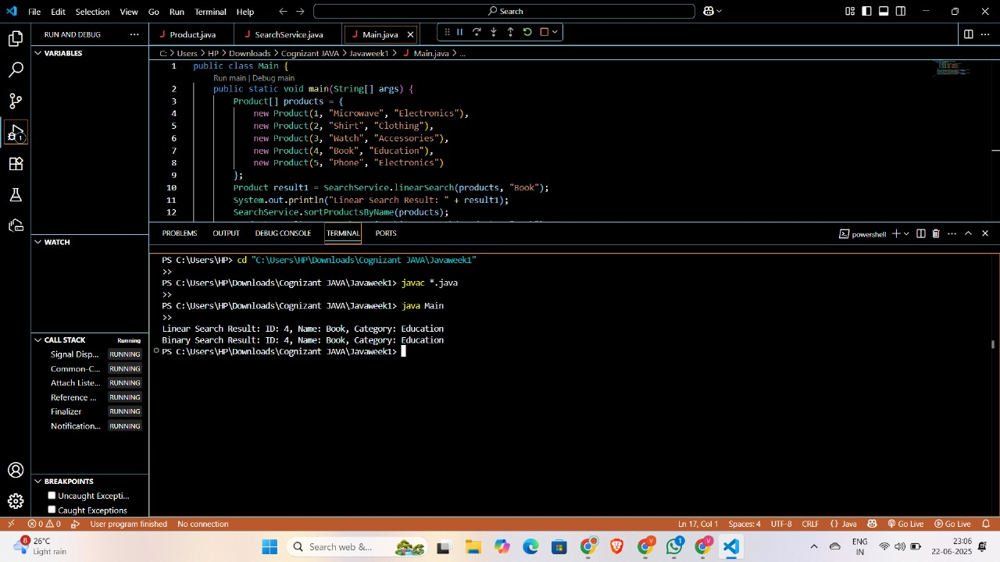 File Edit Selection View Go Run Terminal Help Search
RUN AND DEBUG ... Product.java SearchService.java Main.java
C: > Users > HP > Downloads > Cognizant JAVA > Javaweek1 > Main.java > ...
VARIABLES
1 public class Main {
Run main | Debug main
2 public static void main(String[] args) {
3 Product[] products = {
4 new Product(1, "Microwave", "Electronics"),
5 new Product(2, "Shirt", "Clothing"),
6 new Product(3, "Watch", "Accessories"),
7 new Product(4, "Book", "Education"),
8 new Product(5, "Phone", "Electronics")
9 };
10 Product result1 = SearchService.linearSearch(products, "Book");
11 System.out.println("Linear Search Result: " + result1);
12 SearchService.sortProductsByName(products);
PROBLEMS OUTPUT DEBUG CONSOLE TERMINAL PORTS powershell
WATCH
PS C:\Users\HP> cd "C:\Users\HP\Downloads\Cognizant JAVA\Javaweek1"
>>
PS C:\Users\HP\Downloads\Cognizant JAVA\Javaweek1> javac *.java
>>
PS C:\Users\HP\Downloads\Cognizant JAVA\Javaweek1> java Main
>>
Linear Search Result: ID: 4, Name: Book, Category: Education
Binary Search Result: ID: 4, Name: Book, Category: Education
PS C:\Users\HP\Downloads\Cognizant JAVA\Javaweek1>
CALL STACK Running
Signal Disp... RUNNING
Common-C... RUNNING
Attach Liste... RUNNING
Reference ... RUNNING
Finalizer RUNNING
Notification... RUNNING
BREAKPOINTS
Uncaught Excepti...
Caught Exceptions
0 0 User program finished No connection Ln 17, Col 1 Spaces: 4 UTF-8 CRLF {} Java Go Live Go Live
8 26°C
Light rain
Search web &...
1
ENG
IN
23:06
22-06-2025